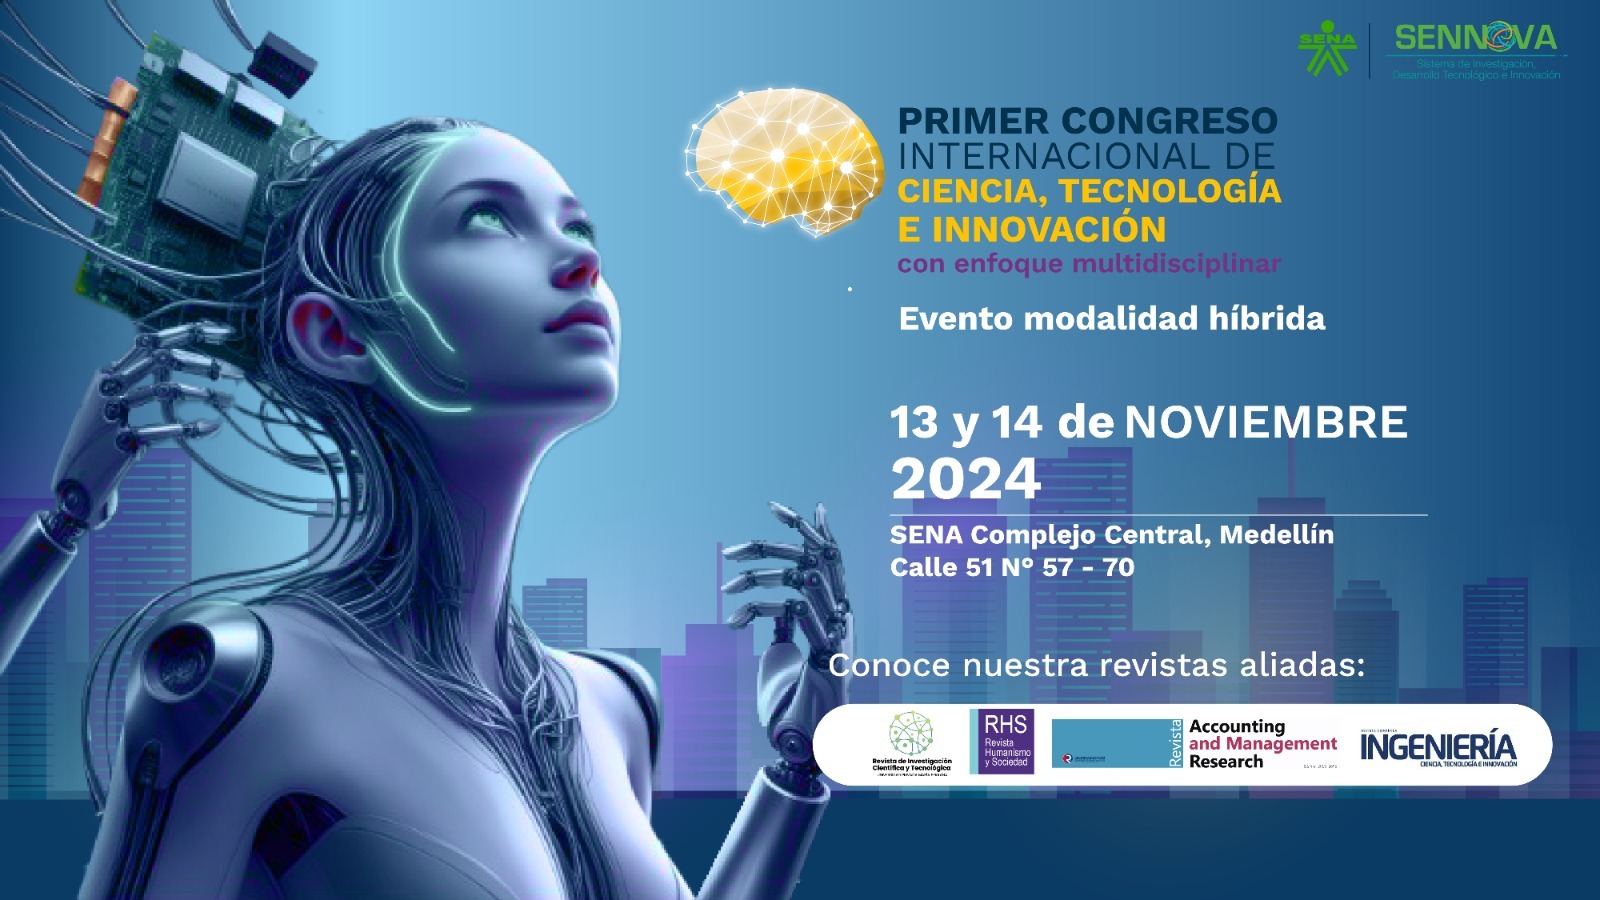 SENA
SENNOVA
Sistema de Investigación,
Desarrollo Tecnológico e Innovación
PRIMER CONGRESO
INTERNACIONAL DE
CIENCIA, TECNOLOGÍA
E INNOVACIÓN
con enfoque multidisciplinar
Evento modalidad híbrida
13 y 14 de NOVIEMBRE
2024
SENA Complejo Central, Medellín
Calle 51 N° 57 - 70
Conoce nuestra revistas aliadas:
Revista de Investigación
Científica y Tecnológica
RHS
Revista
Humanismo
y Sociedad
Revista
Accounting
and Management
Research
INGENIERÍA
CIENCIA, TECNOLOGÍA E INNOVACIÓN